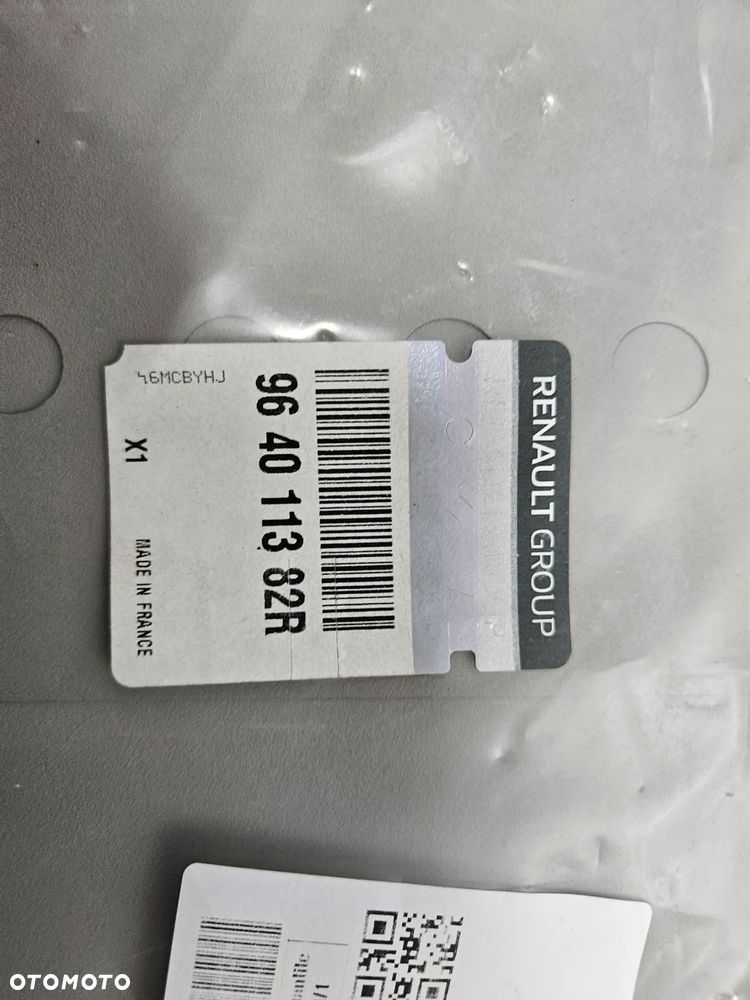 RENAULT GROUP
96 40 113 82R
X1
MADE IN FRANCE
OTOMOTO